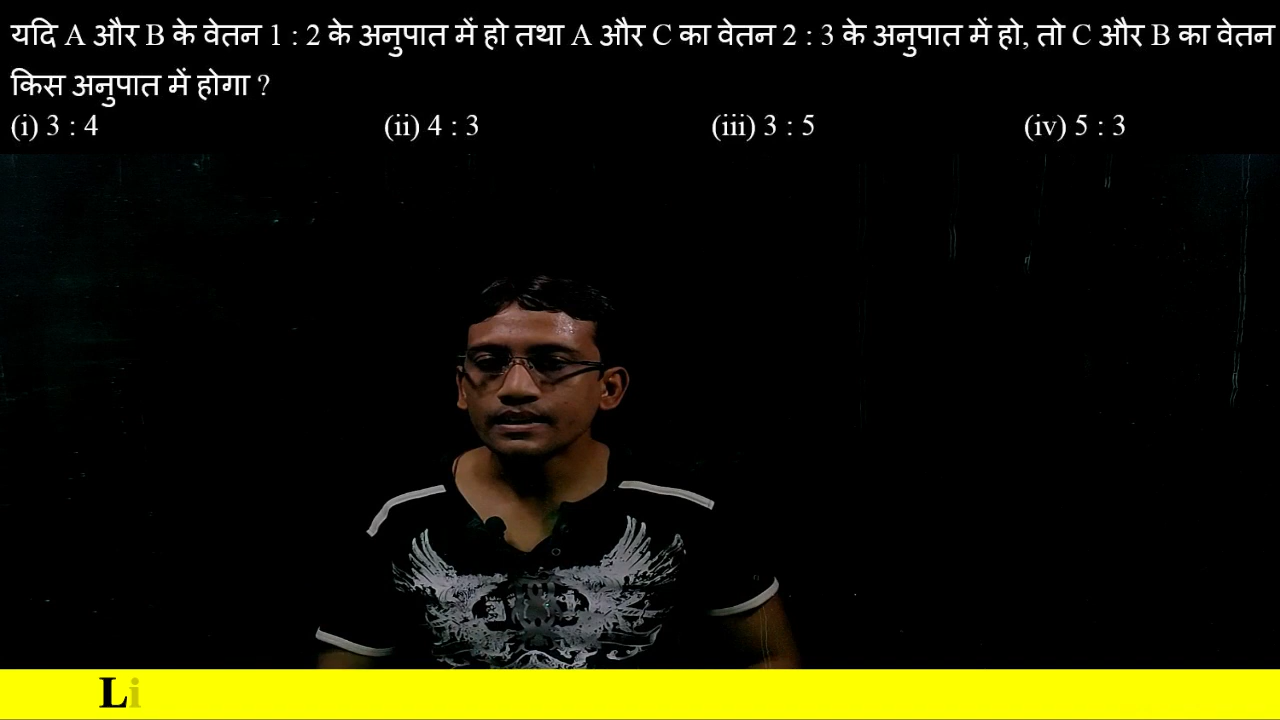 यदि A और B के वेतन 1 : 2 के अनुपात में हो तथा A और C का वेतन 2 : 3 के अनुपात में हो, तो C और B का वेतन
किस अनुपात में होगा ?
(i) 3 : 4 (ii) 4 : 3 (iii) 3 : 5 (iv) 5 : 3
Li